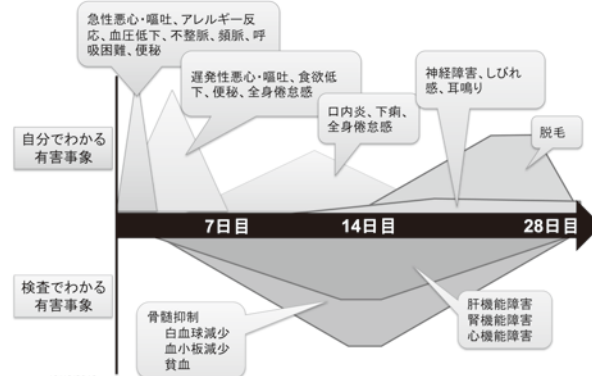 急性悪心・嘔吐、アレルギー反
応、血圧低下、不整脈、頻脈、呼
吸困難、便秘
遅発性悪心・嘔吐、食欲低
下、便秘、全身倦怠感
神経障害、しびれ
感、耳鳴り
口内炎、下痢、
全身倦怠感
脱毛
自分でわかる
有害事象
7日目
14日目
28日目
検査でわかる
有害事象
骨髄抑制
白血球減少
血小板減少
貧血
肝機能障害
腎機能障害
心機能障害